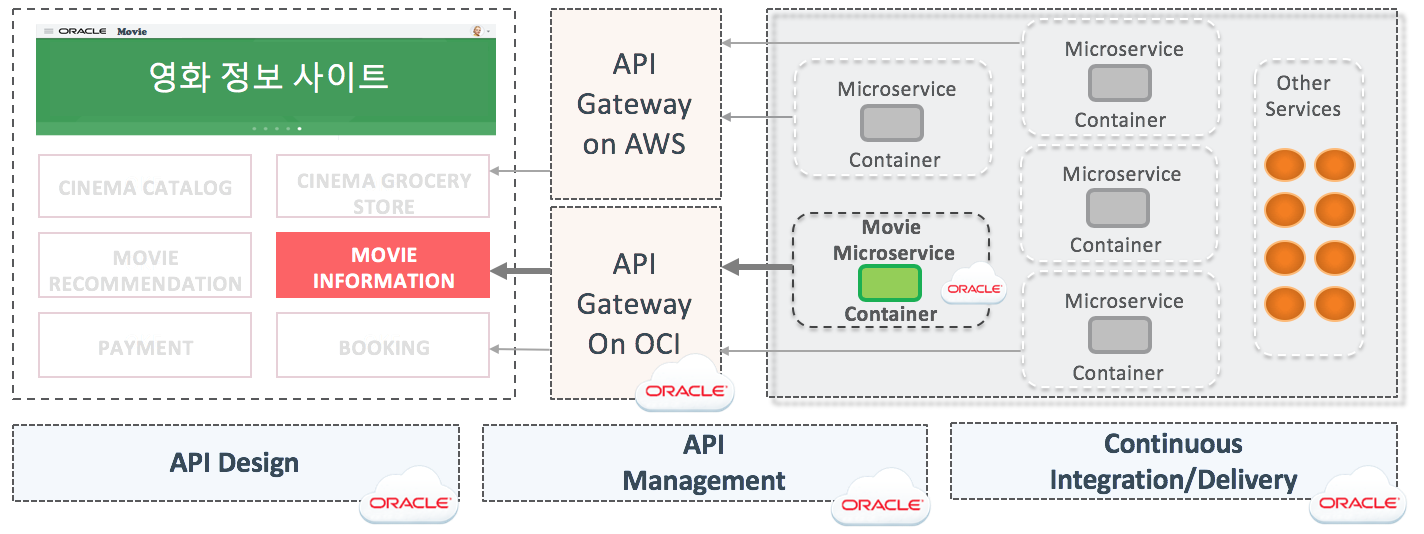 ORACLE Movie
영화 정보 사이트
CINEMA CATALOG
CINEMA GROCERY
STORE
MOVIE
RECOMMENDATION
MOVIE
INFORMATION
PAYMENT
BOOKING
API
Gateway
on AWS
API
Gateway
On OCI
ORACLE
Microservice
Container
Movie
Microservice
Container
ORACLE
Microservice
Container
Microservice
Container
Microservice
Container
Other
Services
API Design
ORACLE
API
Management
ORACLE
Continuous
Integration/Delivery
ORACLE